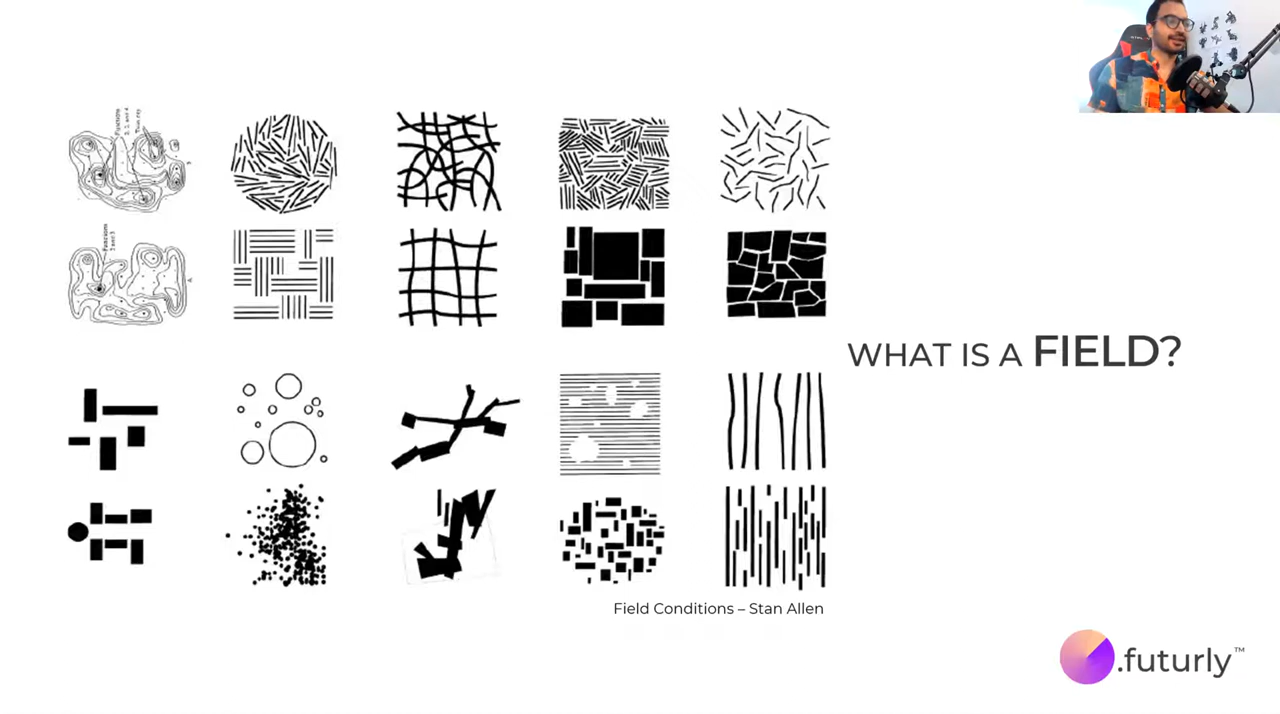 WHAT IS A FIELD?
Field Conditions – Stan Allen
.futurly™